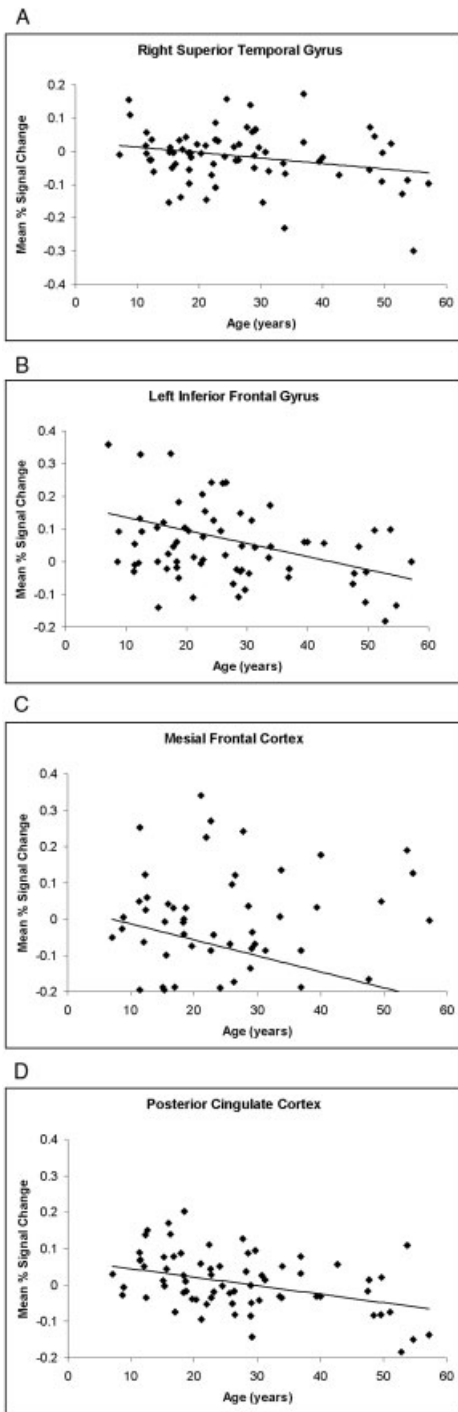 A
Right Superior Temporal Gyrus
0.2
0.1
0
-0.1
-0.2
-0.3
-0.4
Mean % Signal Change
0 10 20 30 40 50 60
Age (years)
B
Left Inferior Frontal Gyrus
0.4
0.3
0.2
0.1
0
-0.1
-0.2
Mean % Signal Change
0 10 20 30 40 50 60
Age (years)
C
Mesial Frontal Cortex
0.4
0.3
0.2
0.1
0
-0.1
-0.2
Mean % Signal Change
0 10 20 30 40 50 60
Age (years)
D
Posterior Cingulate Cortex
0.4
0.3
0.2
0.1
0
-0.1
-0.2
Mean % Signal Change
0 10 20 30 40 50 60
Age (years)